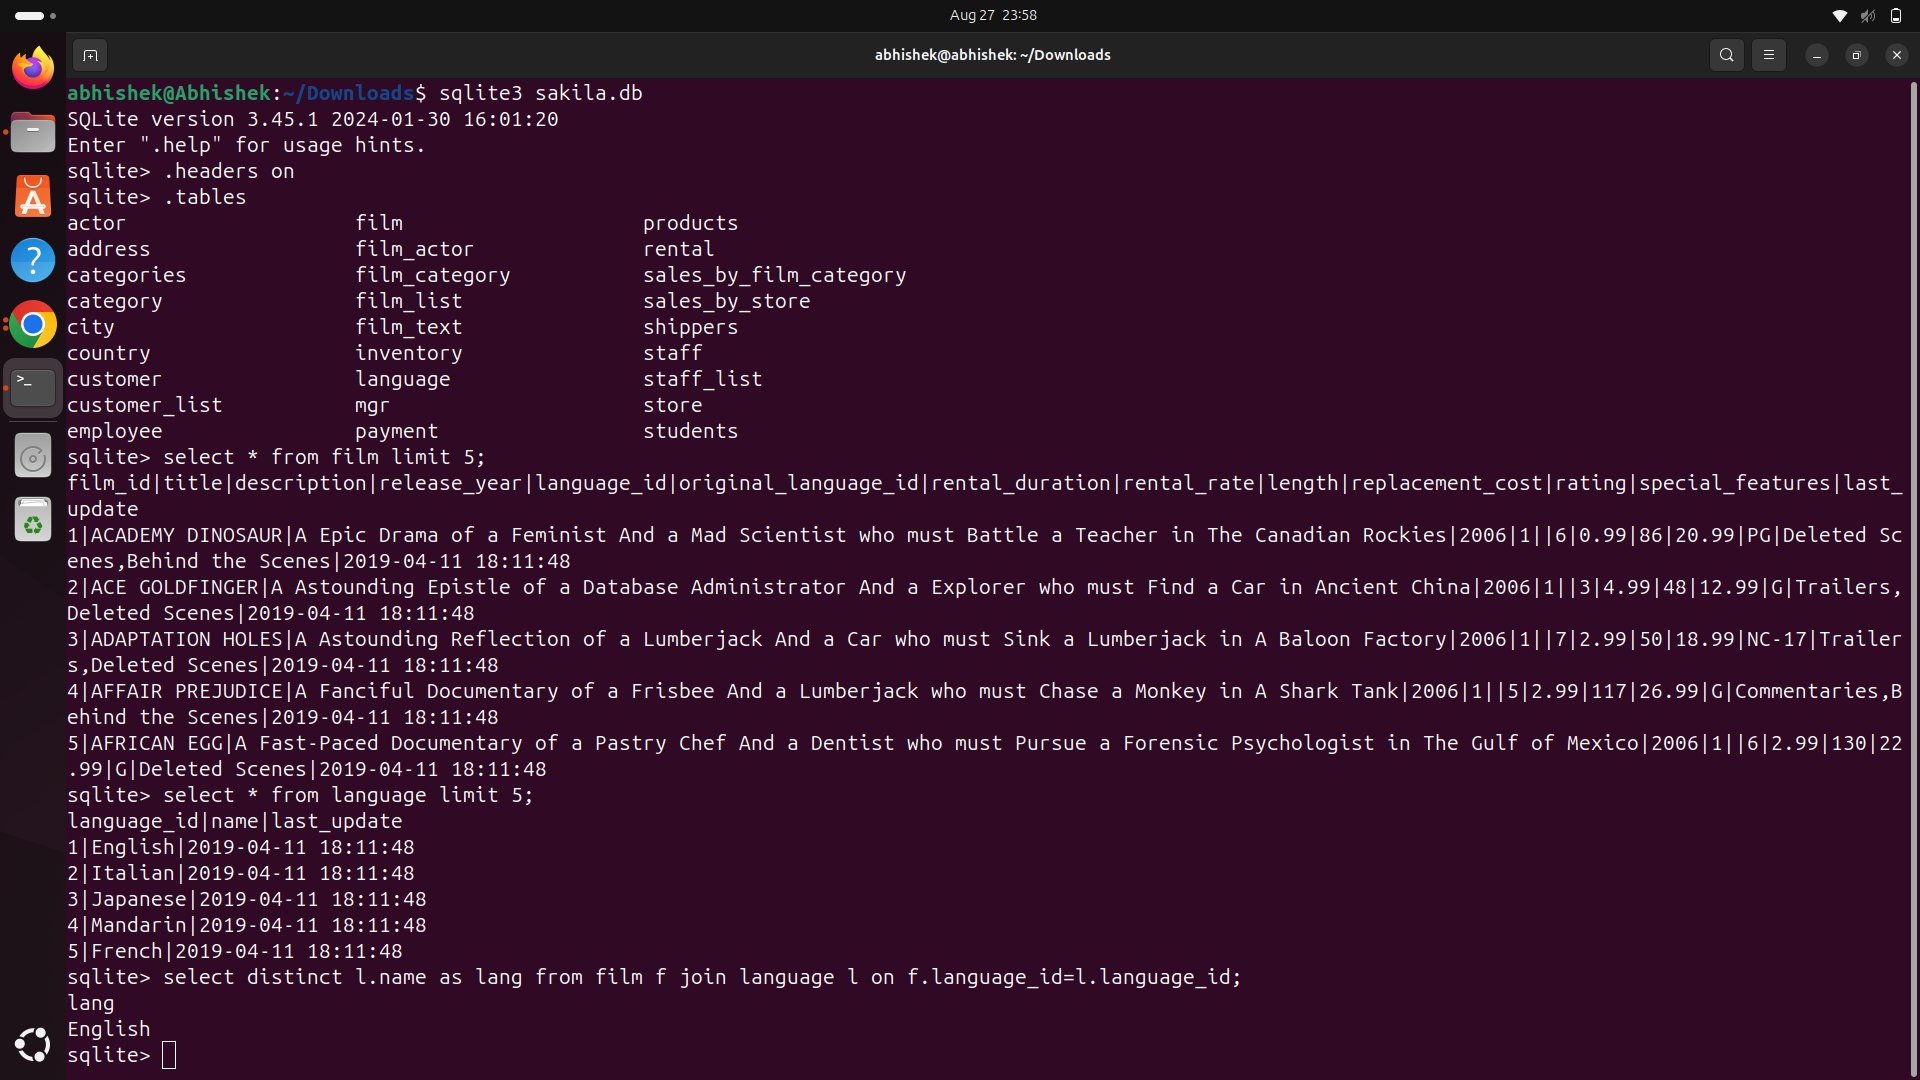 Aug 27 23:58
abhishek@abhishek: ~/Downloads
abhishek@Abhishek:~/Downloads$ sqlite3 sakila.db
SQLite version 3.45.1 2024-01-30 16:01:20
Enter ".help" for usage hints.
sqlite> .headers on
sqlite> .tables
actor film products
address film_actor rental
categories film_category sales_by_film_category
category film_list sales_by_store
city film_text shippers
country inventory staff
customer language staff_list
customer_list mgr store
employee payment students
sqlite> select * from film limit 5;
film_id|title|description|release_year|language_id|original_language_id|rental_duration|rental_rate|length|replacement_cost|rating|special_features|last_
update
1|ACADEMY DINOSAUR|A Epic Drama of a Feminist And a Mad Scientist who must Battle a Teacher in The Canadian Rockies|2006|1||6|0.99|86|20.99|PG|Deleted Sc
enes,Behind the Scenes|2019-04-11 18:11:48
2|ACE GOLDFINGER|A Astounding Epistle of a Database Administrator And a Explorer who must Find a Car in Ancient China|2006|1||3|4.99|48|12.99|G|Trailers,
Deleted Scenes|2019-04-11 18:11:48
3|ADAPTATION HOLES|A Astounding Reflection of a Lumberjack And a Car who must Sink a Lumberjack in A Baloon Factory|2006|1||7|2.99|50|18.99|NC-17|Trailer
s,Deleted Scenes|2019-04-11 18:11:48
4|AFFAIR PREJUDICE|A Fanciful Documentary of a Frisbee And a Lumberjack who must Chase a Monkey in A Shark Tank|2006|1||5|2.99|117|26.99|G|Commentaries,B
ehind the Scenes|2019-04-11 18:11:48
5|AFRICAN EGG|A Fast-Paced Documentary of a Pastry Chef And a Dentist who must Pursue a Forensic Psychologist in The Gulf of Mexico|2006|1||6|2.99|130|22
.99|G|Deleted Scenes|2019-04-11 18:11:48
sqlite> select * from language limit 5;
language_id|name|last_update
1|English|2019-04-11 18:11:48
2|Italian|2019-04-11 18:11:48
3|Japanese|2019-04-11 18:11:48
4|Mandarin|2019-04-11 18:11:48
5|French|2019-04-11 18:11:48
sqlite> select distinct l.name as lang from film f join language l on f.language_id=l.language_id;
lang
English
sqlite>